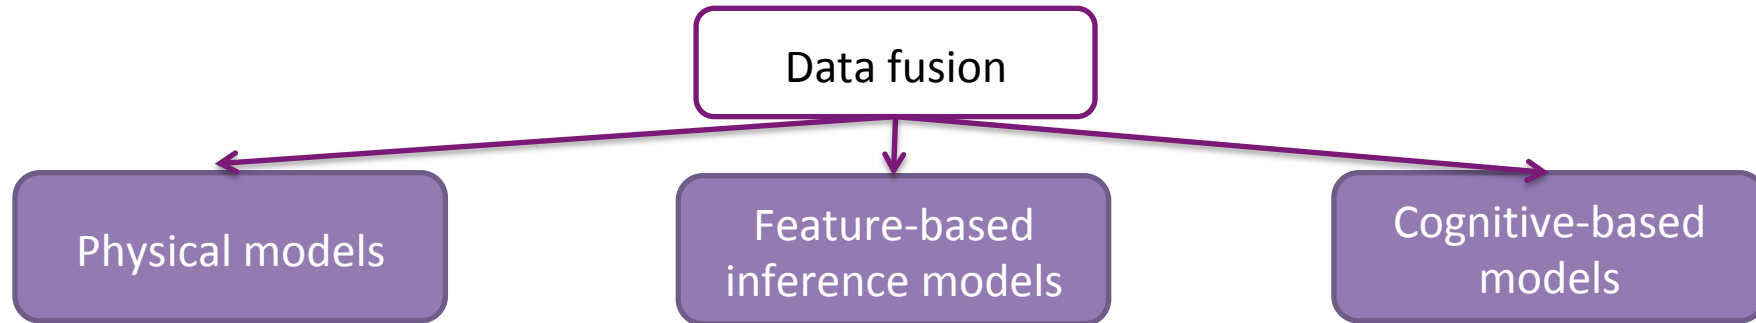 Data fusion
Physical models
Feature-based
inference models
Cognitive-based
models